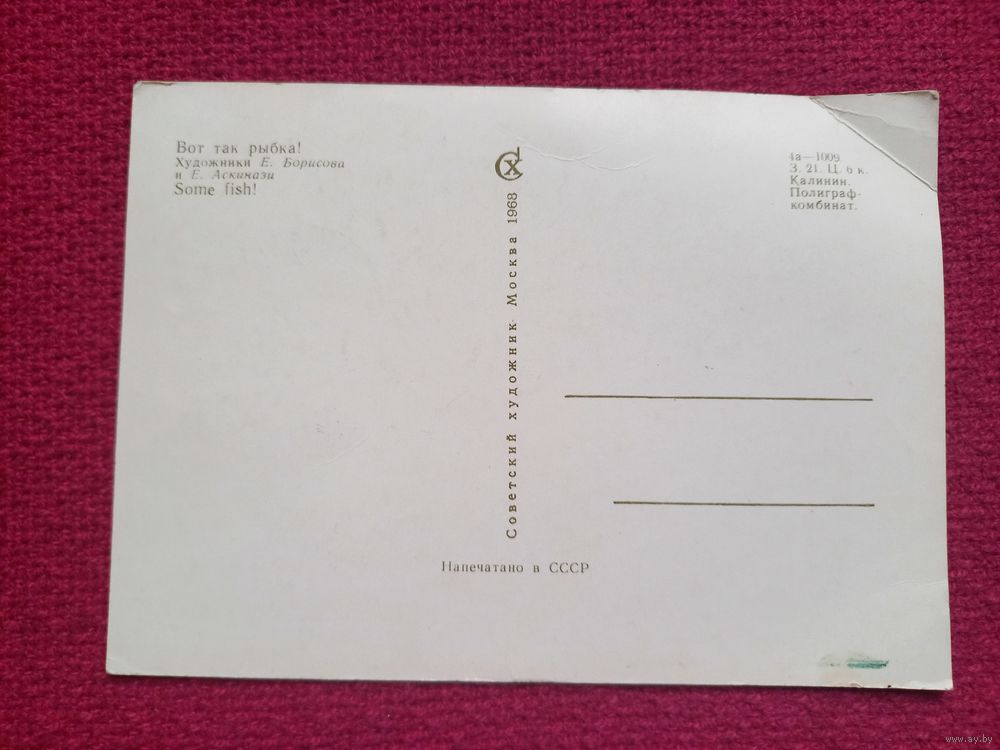 Вот так рыбка!
Художники Е. Борисова
и Е. Аскинази
Some fish!
Советский художник. Москва 1968
4а—1009
З. 21. Ц. 6 к.
Калинин.
Полиграф-
комбинат.
Напечатано в СССР
www.ay.by